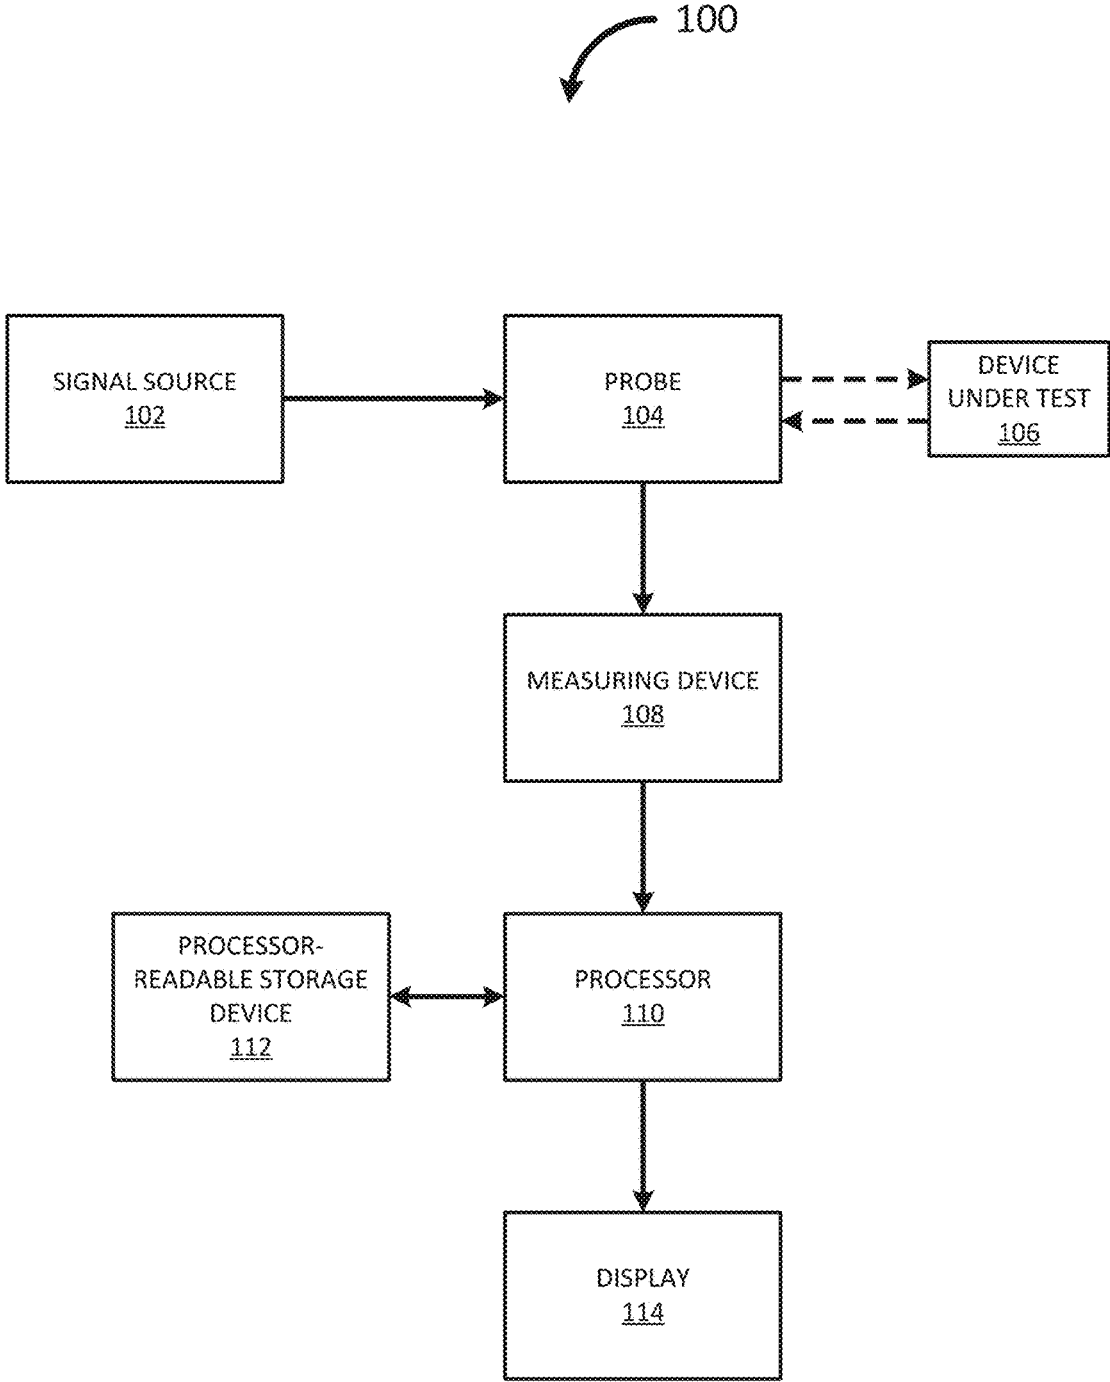 100
SIGNAL SOURCE
102
PROBE
104
DEVICE
UNDER TEST
106
MEASURING DEVICE
108
PROCESSOR-
READABLE STORAGE
DEVICE
112
PROCESSOR
110
DISPLAY
114